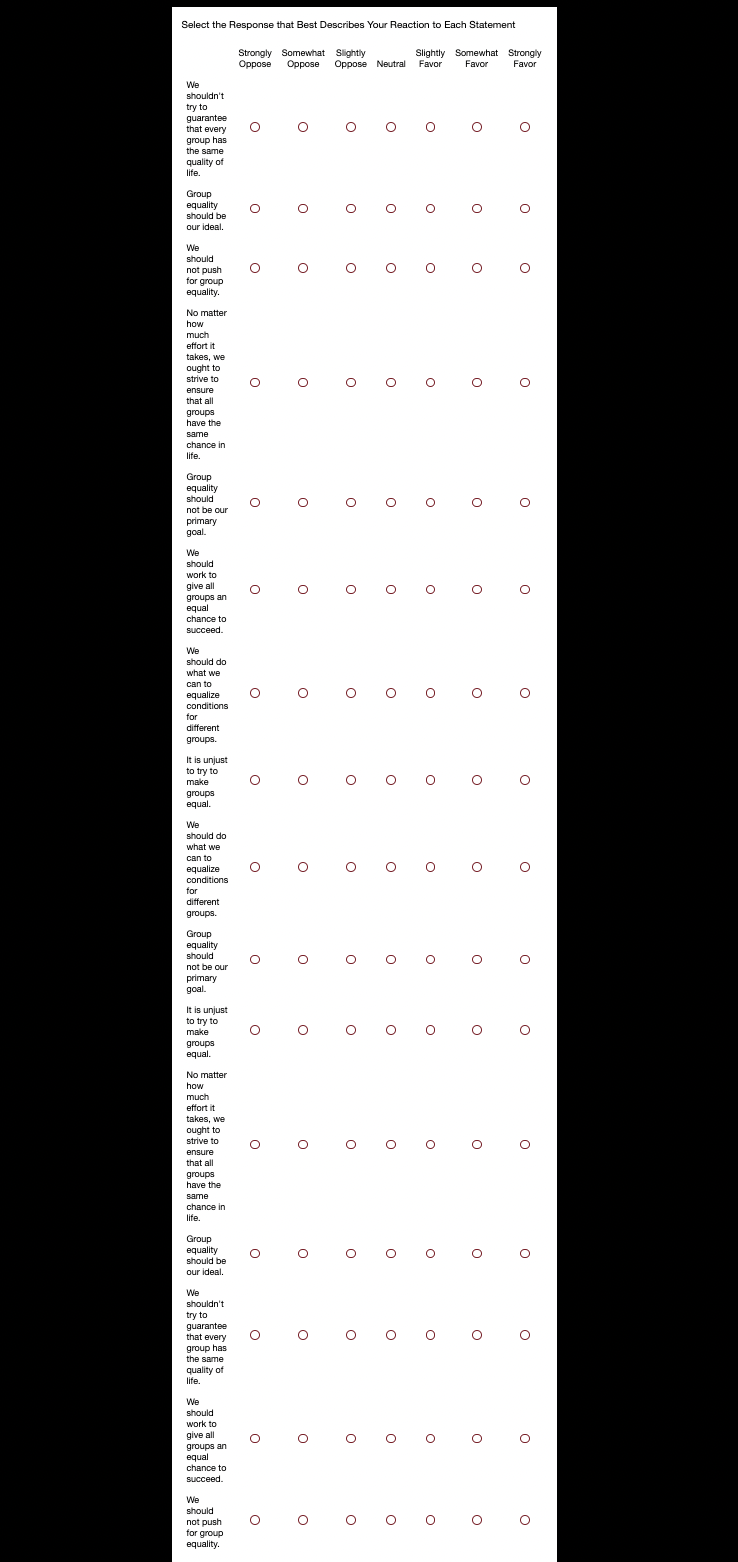 Select the Response that Best Describes Your Reaction to Each Statement
Strongly Oppose Somewhat Oppose Slightly Oppose Neutral Slightly Favor Somewhat Favor Strongly Favor
We
shouldn't
try to
guarantee
that every
group has
the same
quality of
life.
Group
equality
should be
our ideal.
We
should
not push
for group
equality.
No matter
how
much
effort it
takes, we
ought to
strive to
ensure
that all
groups
have the
same
chance in
life.
Group
equality
should
not be our
primary
goal.
We
should
work to
give all
groups an
equal
chance to
succeed.
We
should do
what we
can to
equalize
conditions
for
different
groups.
It is unjust
to try to
make
groups
equal.
We
should do
what we
can to
equalize
conditions
for
different
groups.
Group
equality
should
not be our
primary
goal.
It is unjust
to try to
make
groups
equal.
No matter
how
much
effort it
takes, we
ought to
strive to
ensure
that all
groups
have the
same
chance in
life.
Group
equality
should be
our ideal.
We
shouldn't
try to
guarantee
that every
group has
the same
quality of
life.
We
should
work to
give all
groups an
equal
chance to
succeed.
We
should
not push
for group
equality.